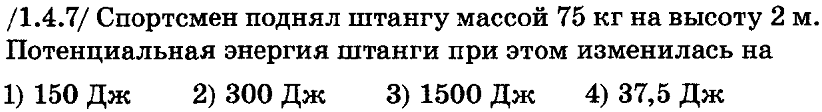 /1.4.7/ Спортсмен поднял штангу массой 75 кг на высоту 2 м.
Потенциальная энергия штанги при этом изменилась на
1) 150 Дж 2) 300 Дж 3) 1500 Дж 4) 37,5 Дж